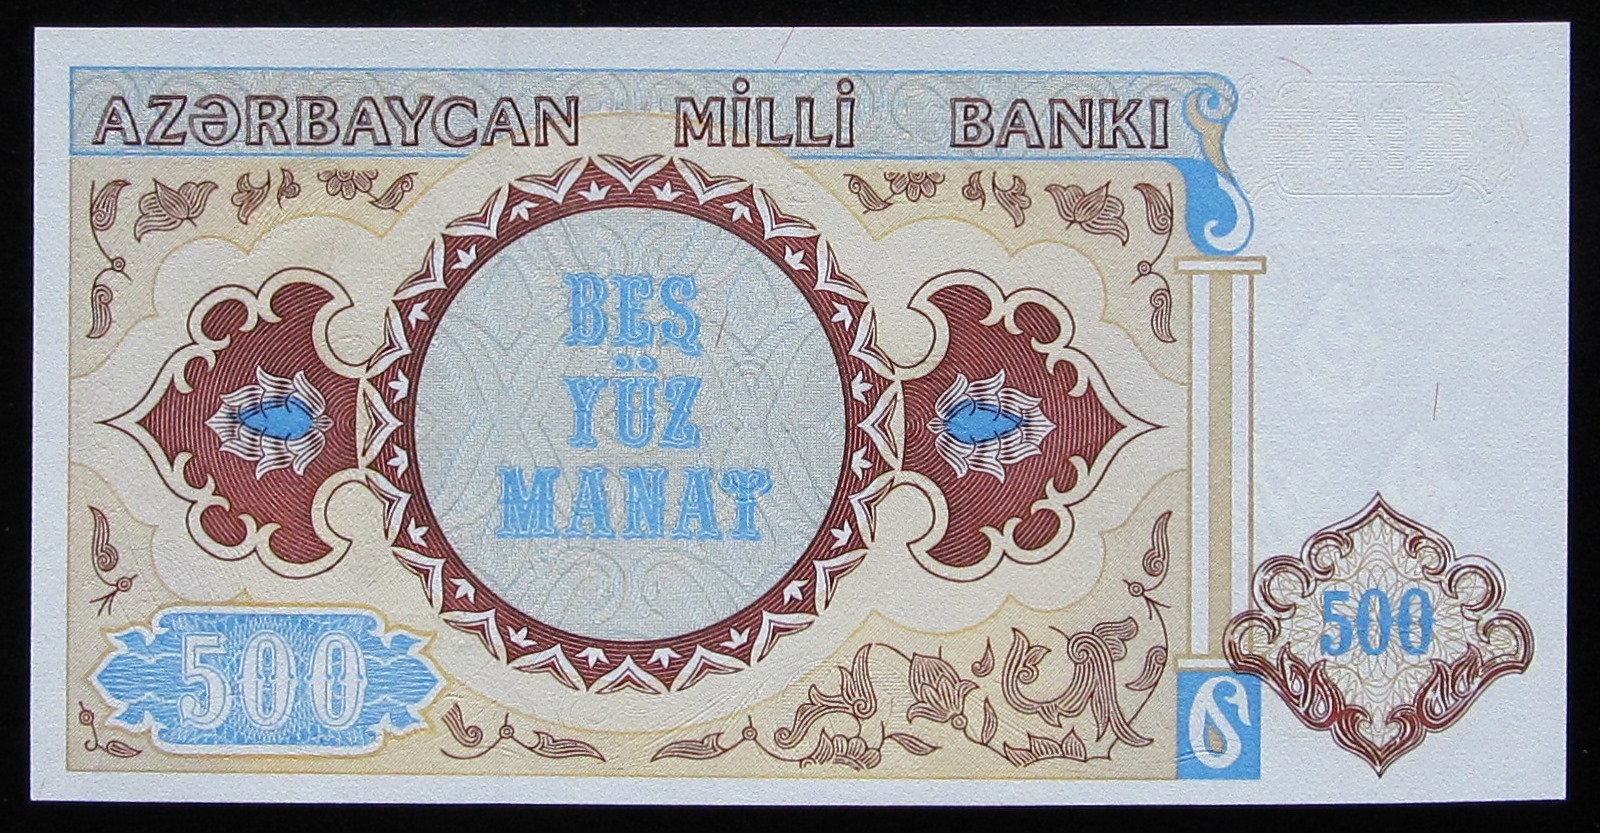 AZƏRBAYCAN MİLLİ BANKI
BEŞ
YÜZ
MANAT
500
500